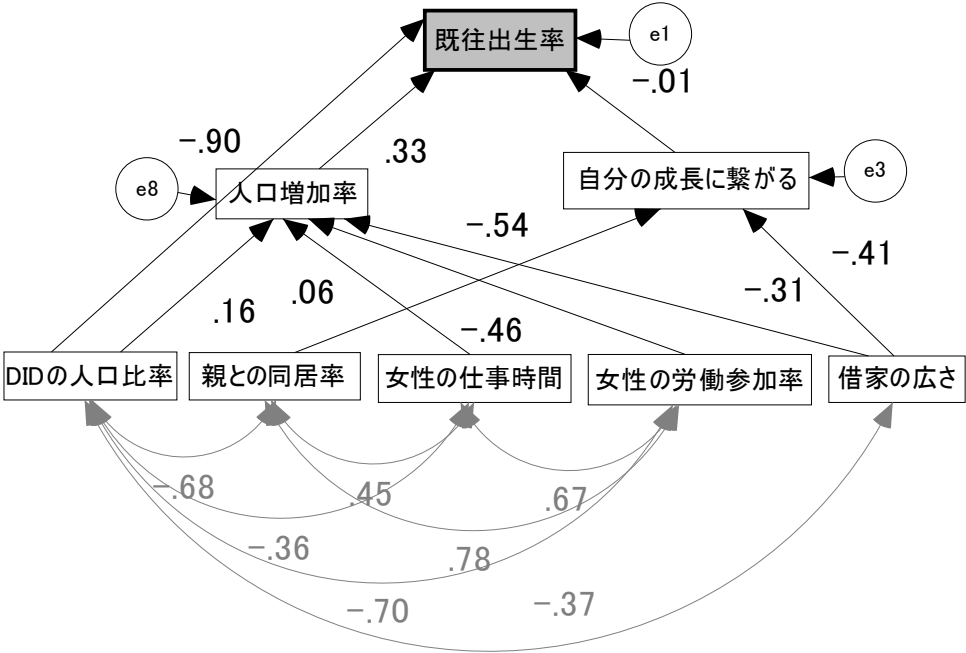 既往出生率
e1
-.01
-.90
.33
e8
人口増加率
自分の成長に繋がる
e3
-.54
-.41
.16
.06
-.31
-.46
DIDの人口比率
親との同居率
女性の仕事時間
女性の労働参加率
借家の広さ
-.68
.45
.67
-.36
.78
-.70
-.37